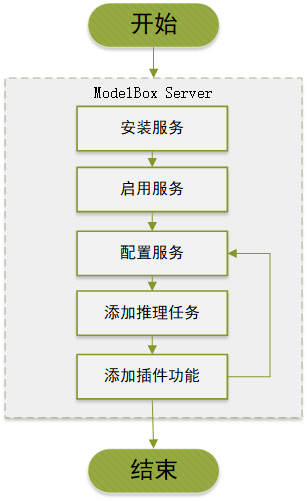 开始
ModelBox Server
安装服务
启用服务
配置服务
添加推理任务
添加插件功能
结束